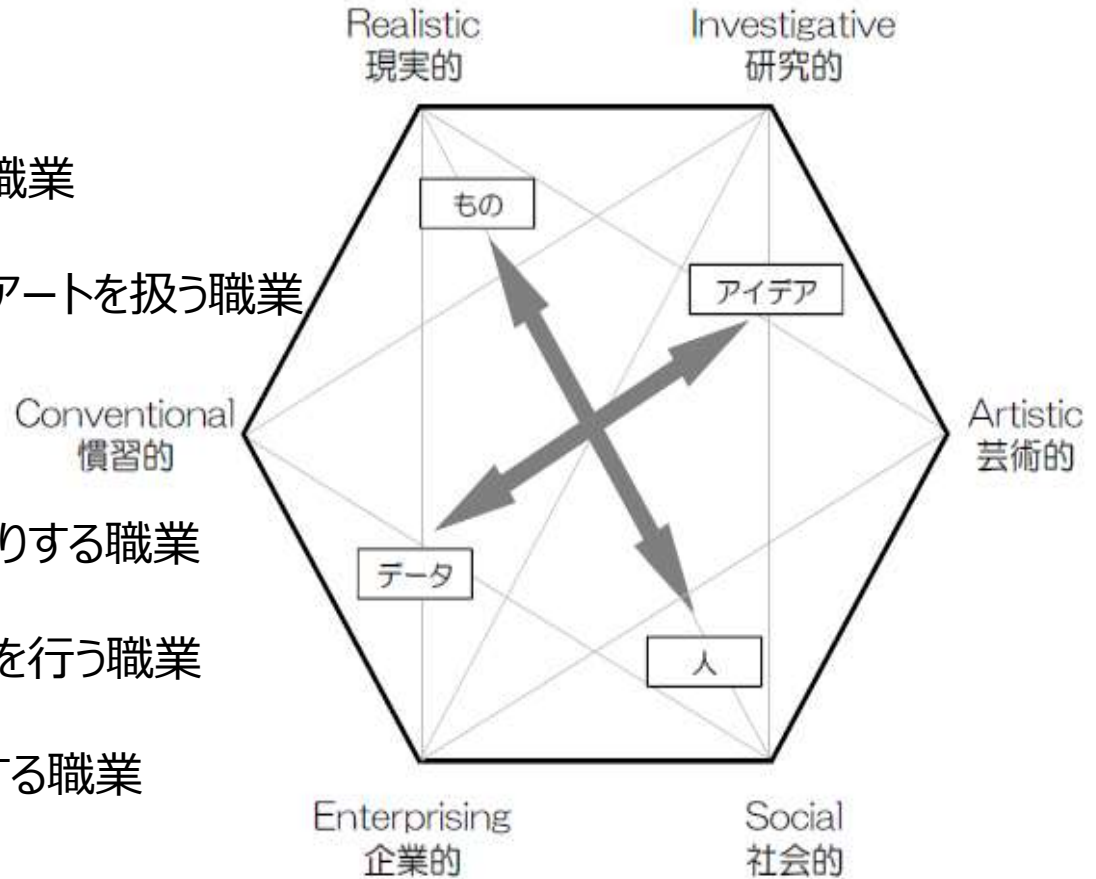 Realistic
現実的
Investigative
研究的
職業
もの
アートを扱う職業
アイデア
Conventional
慣習的
Artistic
芸術的
りする職業
データ
を行う職業
人
する職業
Enterprising
企業的
Social
社会的